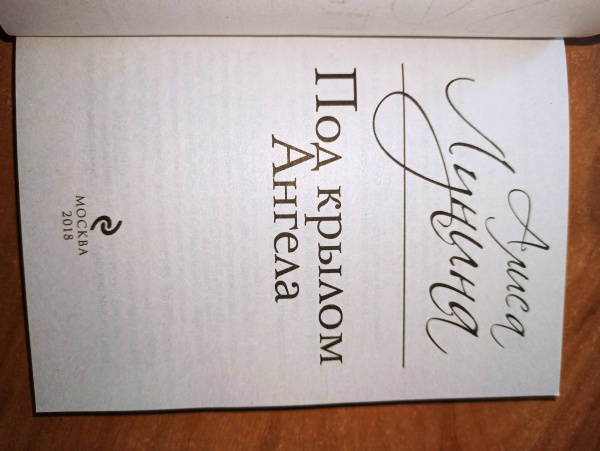 Алиса
Лунина
Под крылом
Ангела
МОСКВА
2018